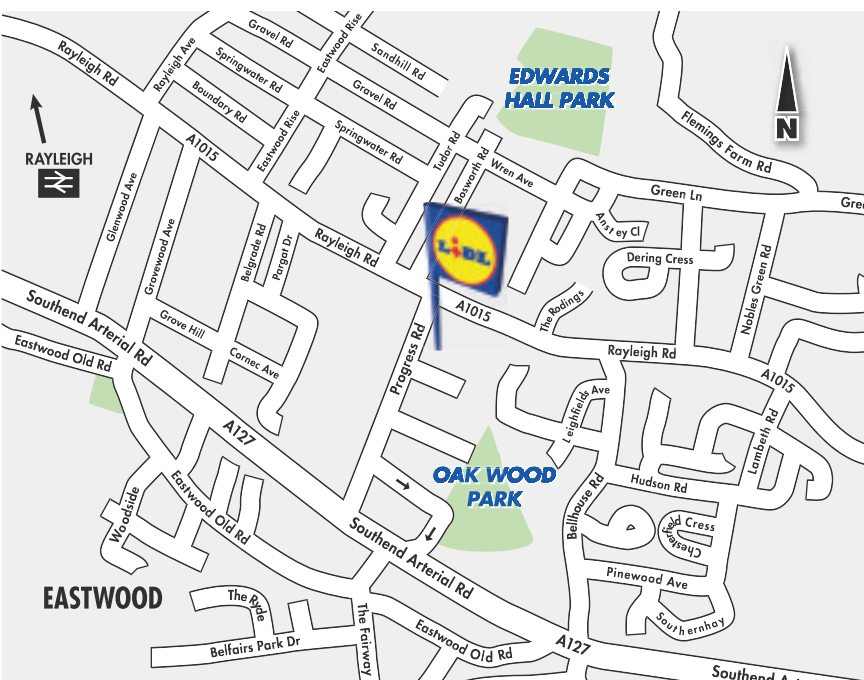 Gravel Rd
Eastwood Rise
Sandhill Rd
EDWARDS
HALL PARK
Rayleigh Rd
Rayleigh Ave
Springwater Rd
Gravel Rd
Boundary Rd
N
RAYLEIGH
A1015
Eastwood Rise
Springwater Rd
Tudor Rd
Bosworth Rd
Wren Ave
Flemings Farm Rd
Green Ln
Gree
Glenwood Ave
Grovewood Ave
Belgrade Rd
Pargat Dr
Rayleigh Rd
LiDL
Anstey Cl
Dering Cress
Nobles Green Rd
Southend Arterial Rd
Eastwood Old Rd
Grove Hill
Cornec Ave
A1015
The Rodings
Rayleigh Rd
A1015
Progress Rd
Leighfields Ave
Lambeth Rd
A127
OAK WOOD
PARK
Hudson Rd
Bellhouse Rd
Woodside
Eastwood Old Rd
Southend Arterial Rd
Cress
Pinewood Ave
Southernhay
EASTWOOD
The Ryde
Belfairs Park Dr
The Fairway
Eastwood Old Rd
A127
Southend A